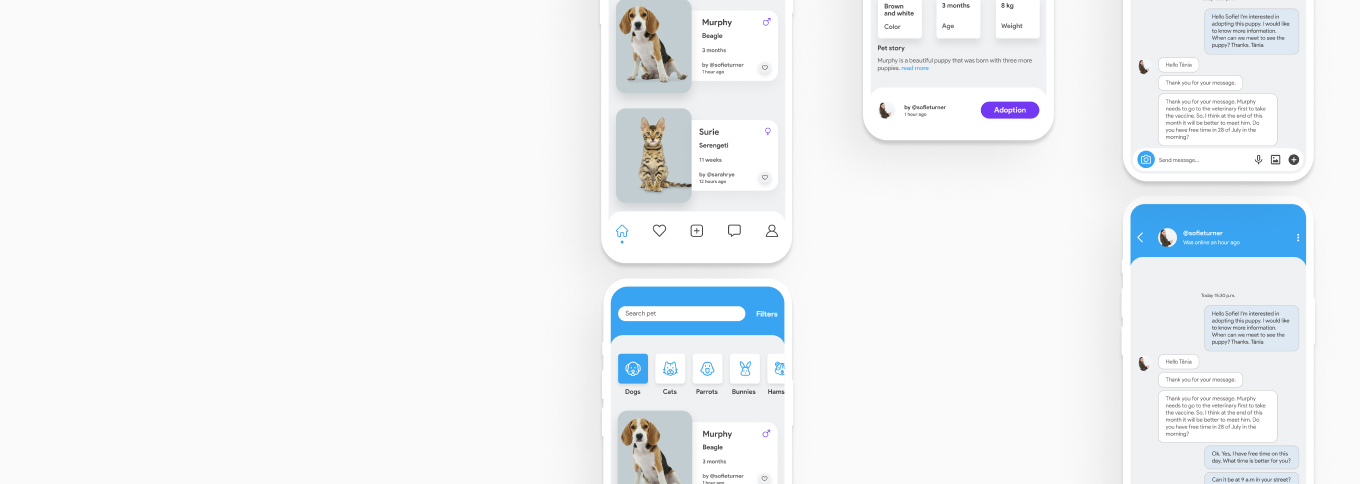 Murphy
Beagle
3 months
by @sofieturner
1 hour ago
Surie
Serengeti
11 weeks
by @sarahrye
12 hours ago
Search pet
Filters
Dogs
Cats
Parrots
Bunnies
Hams
Murphy
Beagle
3 months
by @sofieturner
1 hour ago
Brown
and white
Color
3 months
Age
8 kg
Weight
Pet story
Murphy is a beautiful puppy that was born with three more
puppies. read more
by @sofieturner
1 hour ago
Adoption
Hello Sofie! I'm interested in
adopting this puppy. I would like
to know more information.
When can we meet to see the
puppy? Thanks. Tânia
Hello Tânia
Thank you for your message.
Thank you for your message. Murphy
needs to go to the veterinary first to take
the vaccine. So, I think at the end of this
month it will be better to meet him. Do
you have free time in 28 of July in the
morning?
Send message...
@sofieturner
Was online an hour ago
Today 15:30 p.m.
Hello Sofie! I'm interested in
adopting this puppy. I would like
to know more information.
When can we meet to see the
puppy? Thanks. Tânia
Hello Tânia
Thank you for your message.
Thank you for your message. Murphy
needs to go to the veterinary first to take
the vaccine. So, I think at the end of this
month it will be better to meet him. Do
you have free time in 28 of July in the
morning?
Ok. Yes, I have free time on this
day. What time is better for you?
Can it be at 9 a.m in your street?